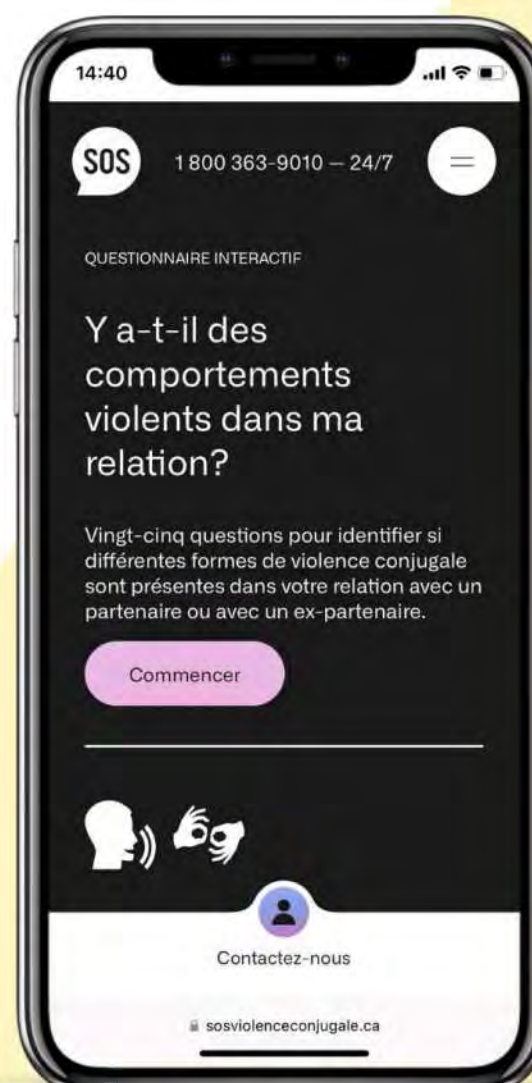 14:40
SOS
1 800 363-9010 — 24/7
QUESTIONNAIRE INTERACTIF
Y a-t-il des
comportements
violents dans ma
relation?
Vingt-cinq questions pour identifier si
différentes formes de violence conjugale
sont présentes dans votre relation avec un
partenaire ou avec un ex-partenaire.
Commencer
Contactez-nous
sosviolenceconjugale.ca